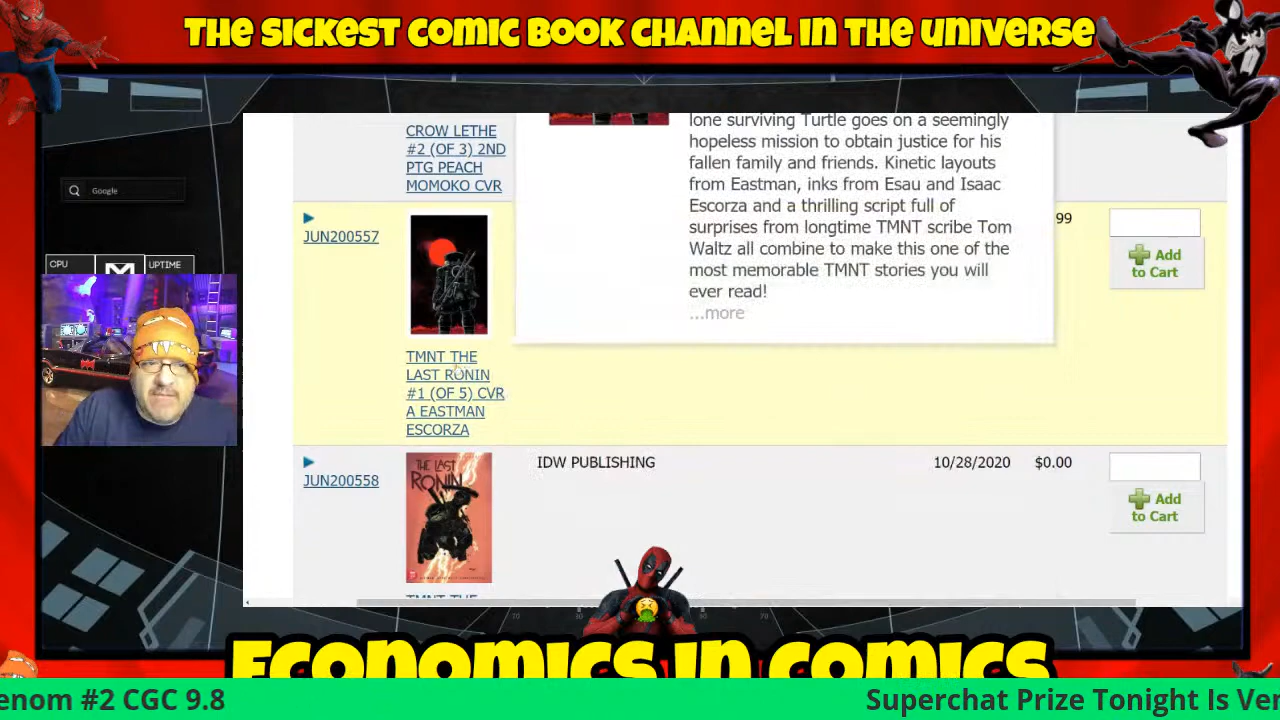 THE SICKEST COMIC BOOK CHANNEL IN THE UNIVERSE
Google
CPU
UPTIME
CROW LETHE
#2 (OF 3) 2ND
PTG PEACH
MOMOKO CVR
lone surviving Turtle goes on a seemingly
hopeless mission to obtain justice for his
fallen family and friends. Kinetic layouts
from Eastman, inks from Esau and Isaac
Escorza and a thrilling script full of
surprises from longtime TMNT scribe Tom
Waltz all combine to make this one of the
most memorable TMNT stories you will
ever read!
...more
JUN200557
99
Add
to Cart
TMNT THE
LAST RONIN
#1 (OF 5) CVR
A EASTMAN
ESCORZA
JUN200558
THE LAST
RONIN
IDW PUBLISHING
10/28/2020
$0.00
Add
to Cart
TMNT THE
70
70
ECONOMICS IN COMICS
enom #2 CGC 9.8
Superchat Prize Tonight Is Ver